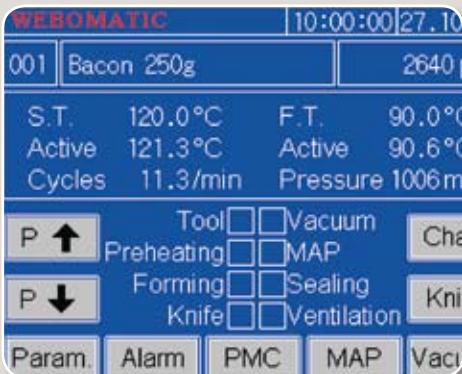 WEBOMATIC 10:00:00 27.10
001 Bacon 250g 2640
S.T. 120.0°C F.T. 90.0°
Active 121.3°C Active 90.6°
Cycles 11.3/min Pressure 1006
P ↑ Tool Vacuum
Preheating MAP
P ↓ Forming Sealing
Knife Ventilation
Param. Alarm PMC MAP